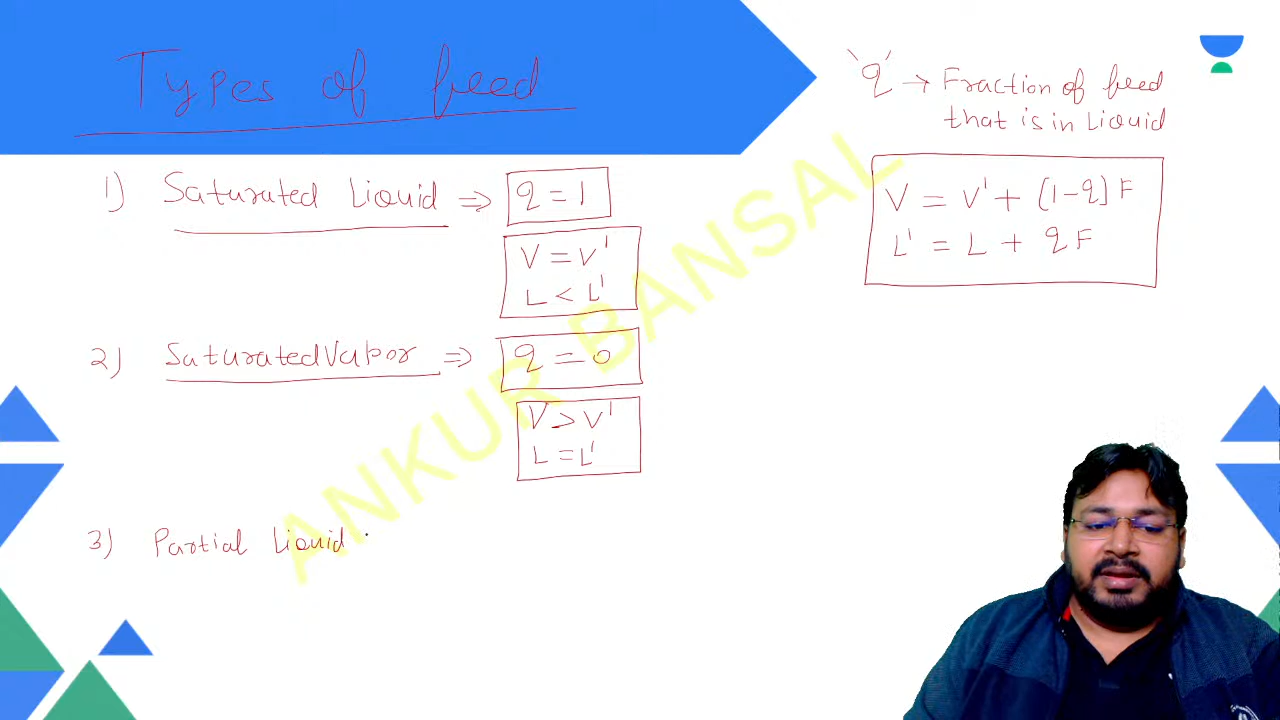 Types of feed
'q' → Fraction of feed
that is in Liquid
V = V' + (1-q) F
L' = L + qF
1) Saturated Liquid ⇒ q = 1
V = V'
L < L'
2) Saturated Vapor ⇒ q = 0
V > V'
L = L'
3) Partial Liquid
ANKUR BANSAL